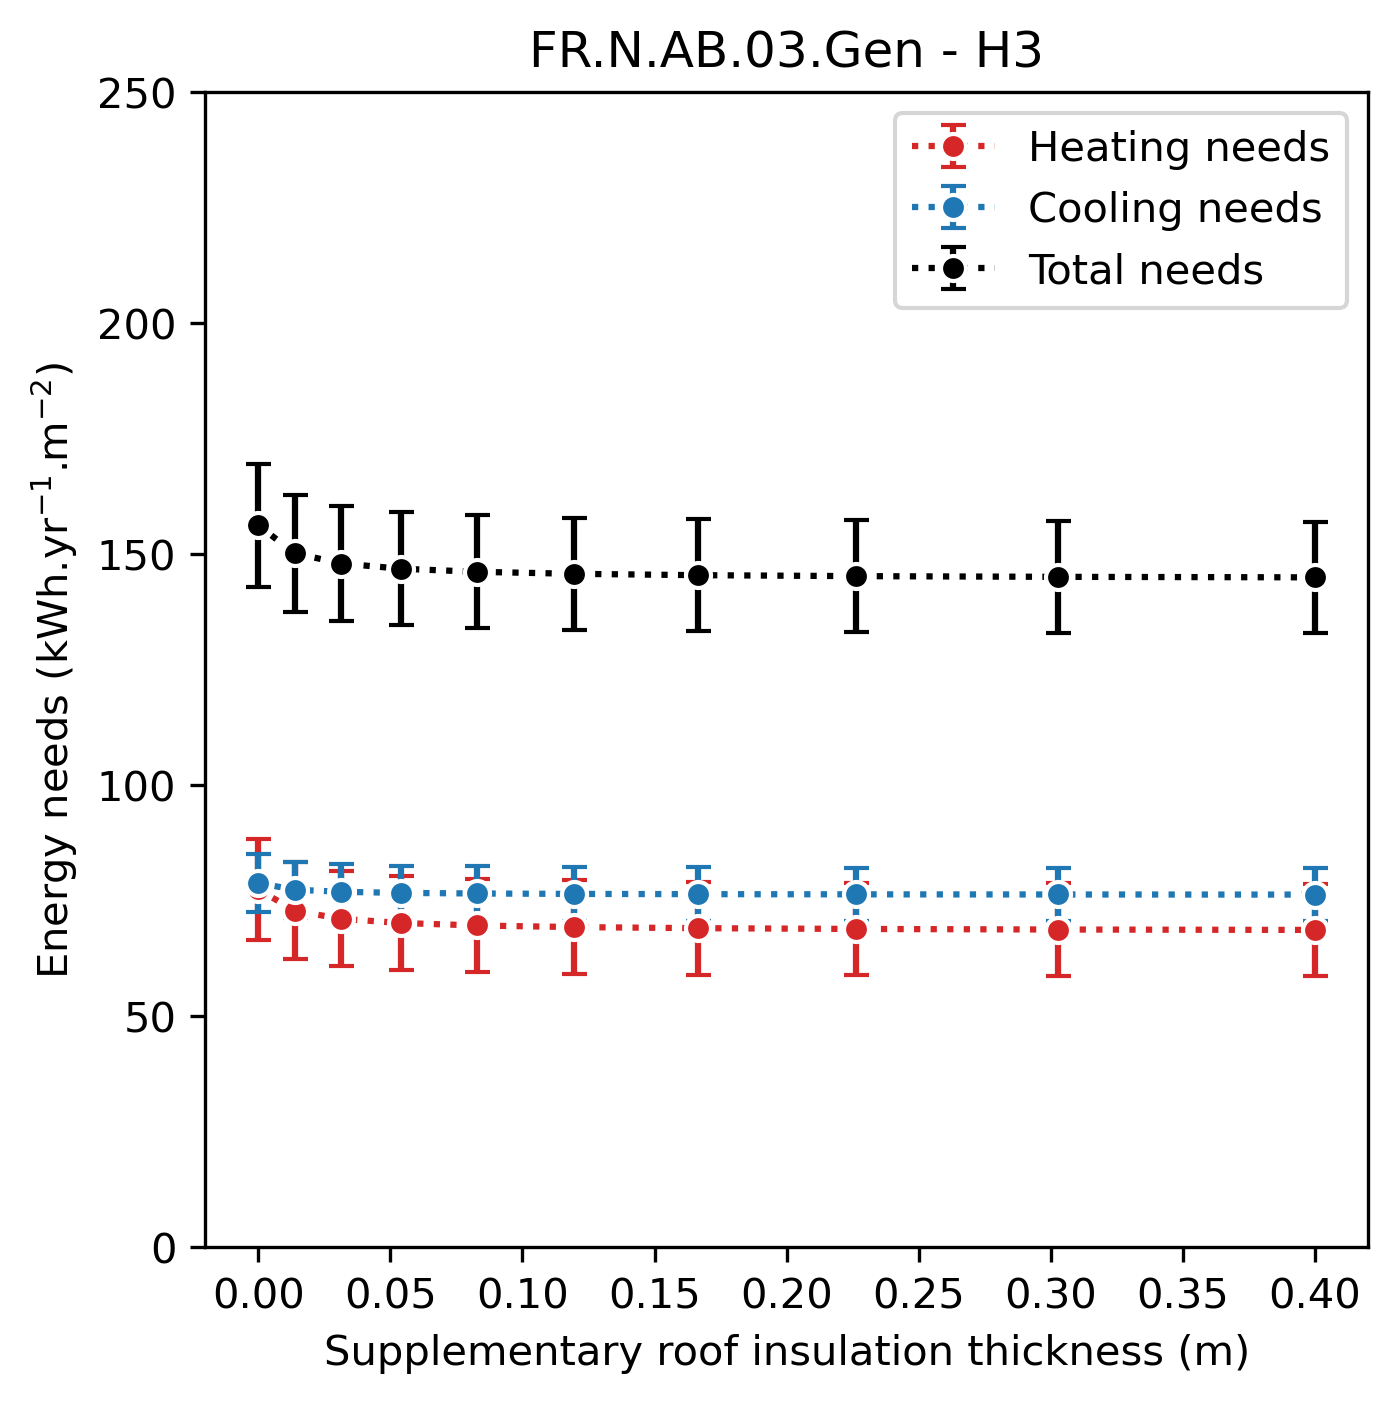 FR.N.AB.03.Gen - H3
250
200
150
100
50
0
Energy needs (kWh.yr⁻¹.m⁻²)
Heating needs
Cooling needs
Total needs
0.00 0.05 0.10 0.15 0.20 0.25 0.30 0.35 0.40
Supplementary roof insulation thickness (m)